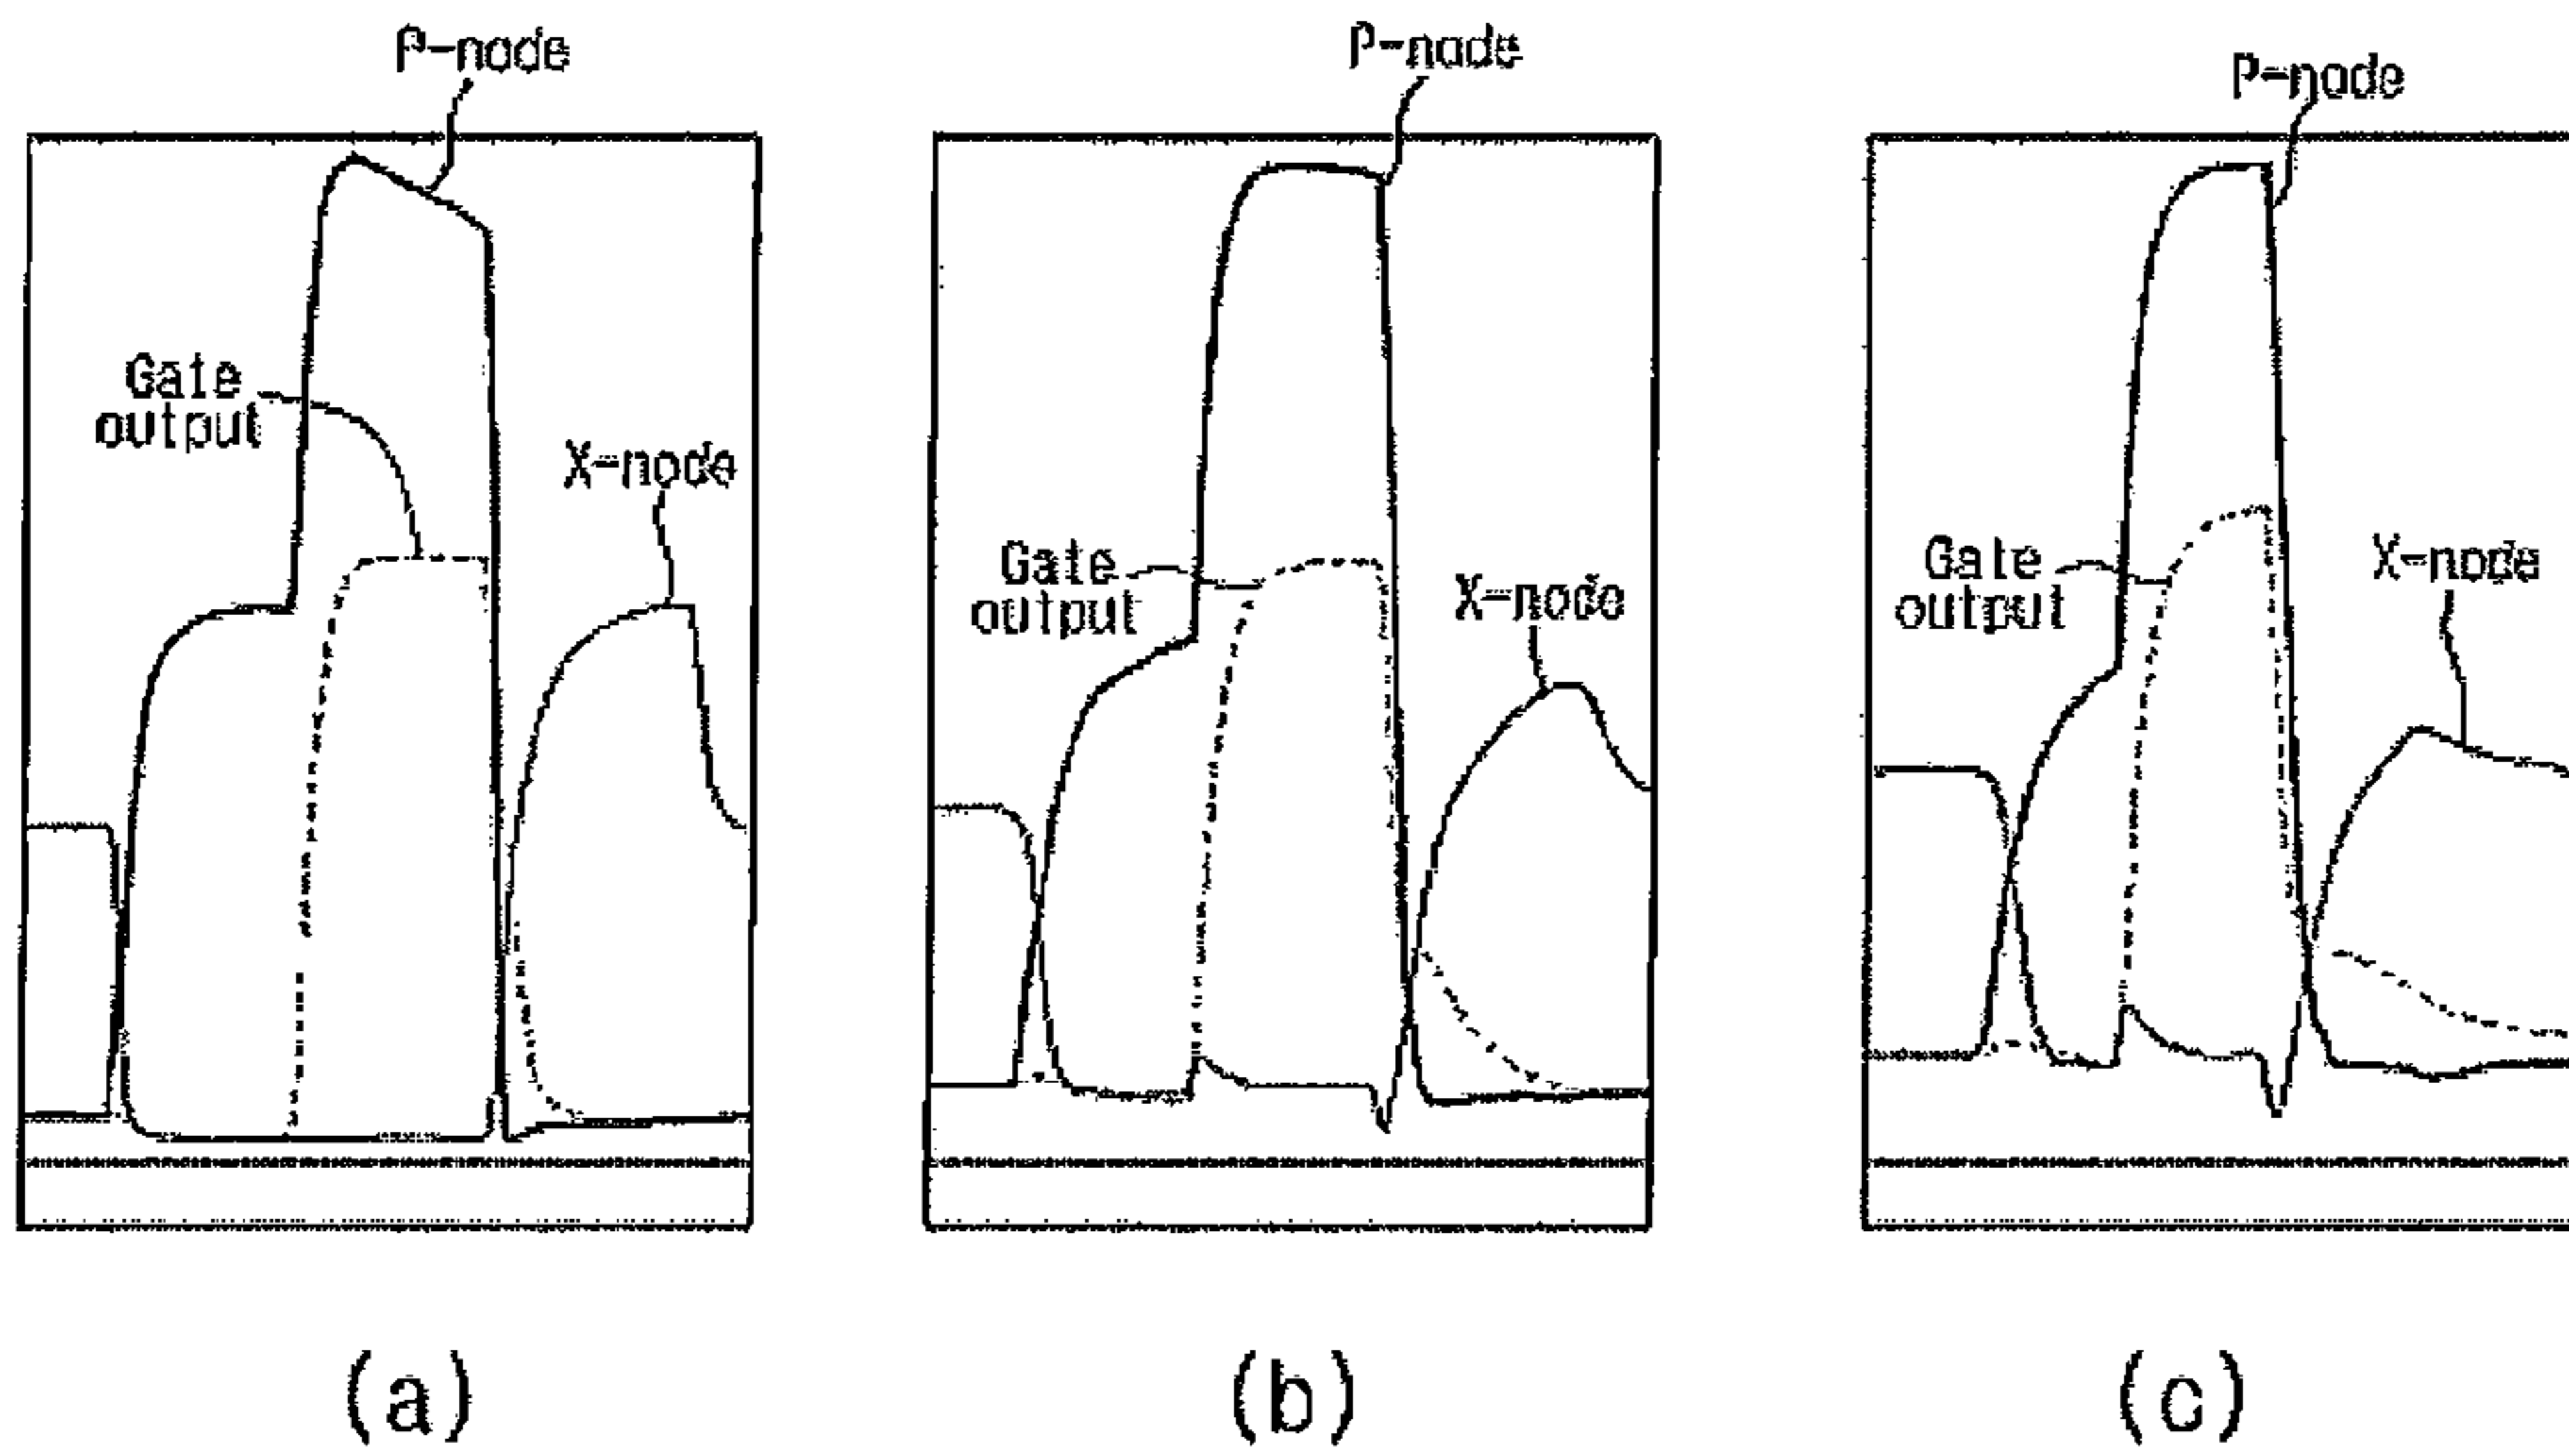 P-node
Gate
output
X-node
(a)
P-node
Gate
output
X-node
(b)
P-node
Gate
output
X-node
(c)